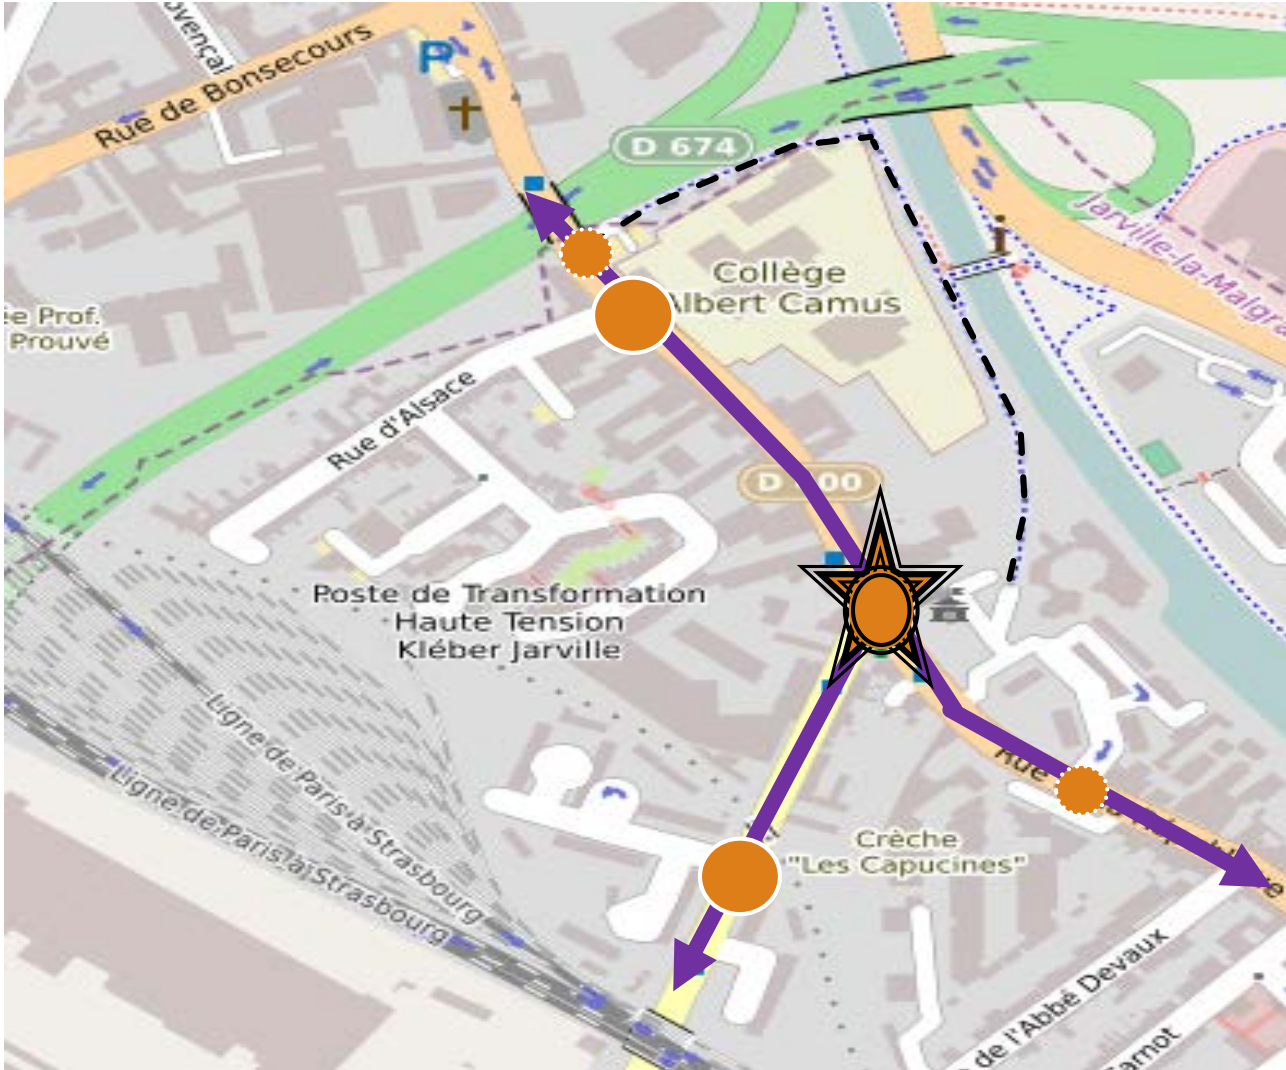 Rue de Bonsecours
P
D 674
Jarville-la-Malgra
Collège
Albert Camus
e Prof.
Prouvé
Rue d'Alsace
D
00
Poste de Transformation
Haute Tension
Kléber Jarville
Ligne de Paris à Strasbourg
Ligne de Paris à Strasbourg
Rue
Crèche
"Les Capucines"
de l'Abbé Devaux